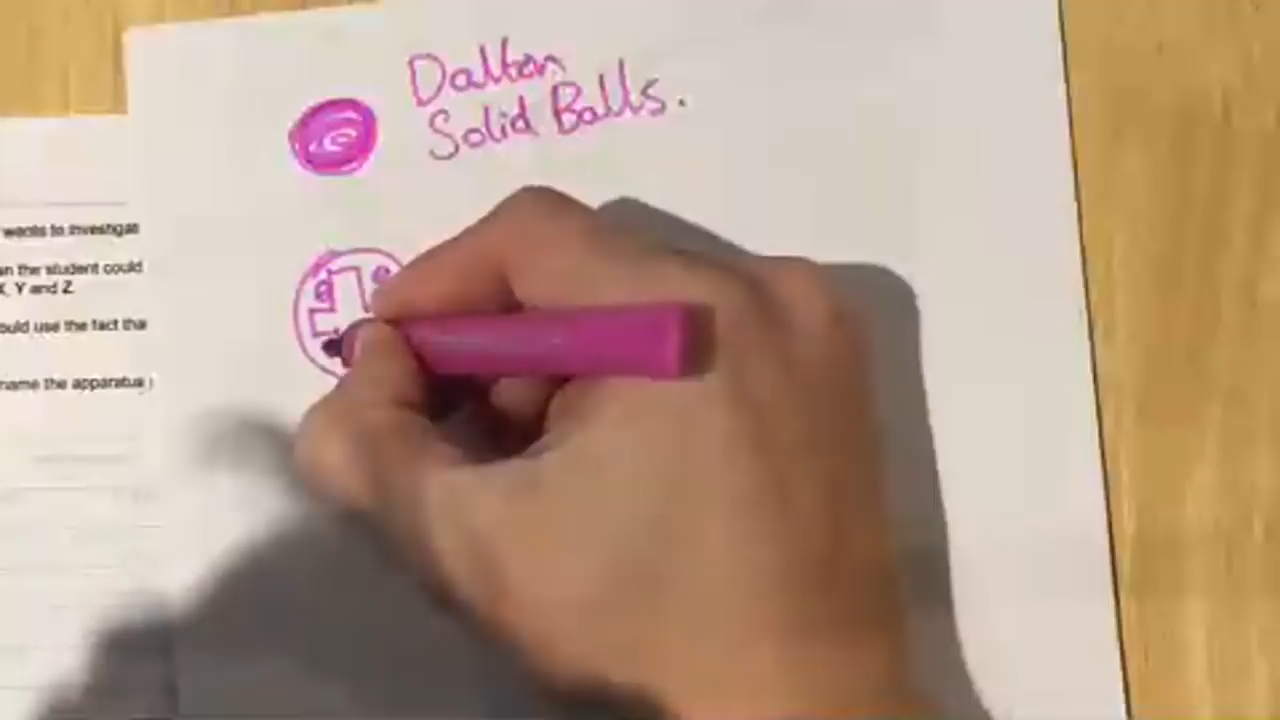 Dalton
Solid Balls.
wants to investigat
an the student could
X, Y and Z
ould use the fact tha
name the apparatus